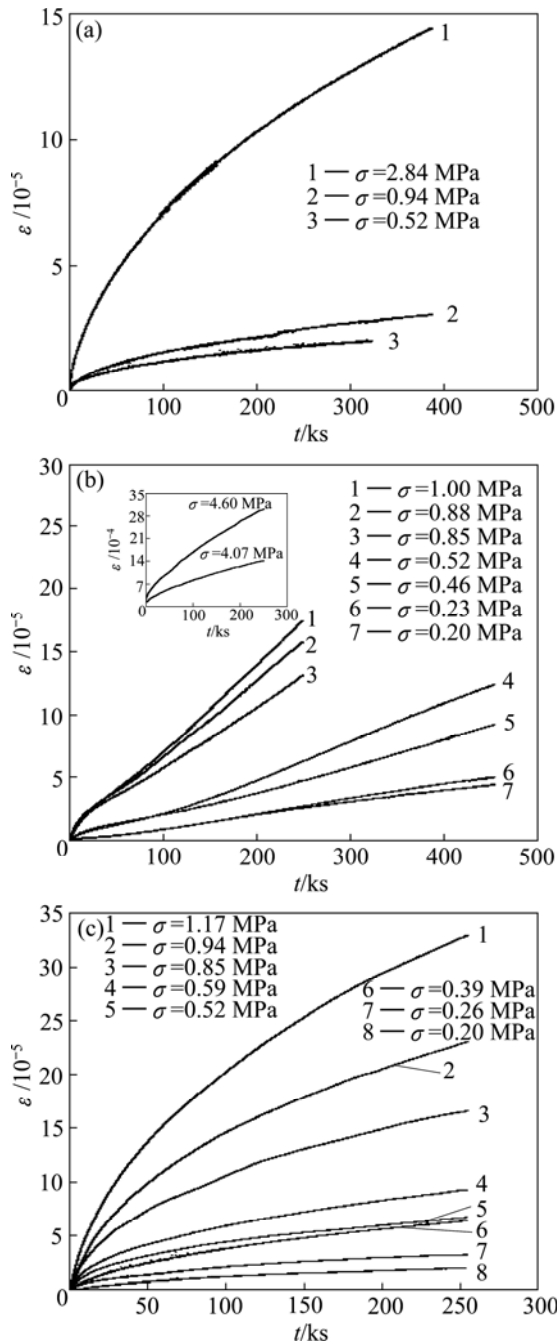 (a)
15
10
5
0
ε /10⁻⁵
1
1 — σ=2.84 MPa
2 — σ=0.94 MPa
3 — σ=0.52 MPa
2
3
100 200 300 400 500
t/ks
(b)
30
25
20
15
10
5
0
ε /10⁻⁵
35
28
21
14
7
ε /10⁻⁴
σ=4.60 MPa
σ=4.07 MPa
0 100 200 300
t/ks
1 — σ=1.00 MPa
2 — σ=0.88 MPa
3 — σ=0.85 MPa
4 — σ=0.52 MPa
5 — σ=0.46 MPa
6 — σ=0.23 MPa
7 — σ=0.20 MPa
1
2
3
4
5
6
7
100 200 300 400 500
t/ks
(c)
35
30
25
20
15
10
5
0
ε /10⁻⁵
1 — σ=1.17 MPa
2 — σ=0.94 MPa
3 — σ=0.85 MPa
4 — σ=0.59 MPa
5 — σ=0.52 MPa
6 — σ=0.39 MPa
7 — σ=0.26 MPa
8 — σ=0.20 MPa
1
2
3
4
5
6
7
8
50 100 150 200 250 300
t/ks